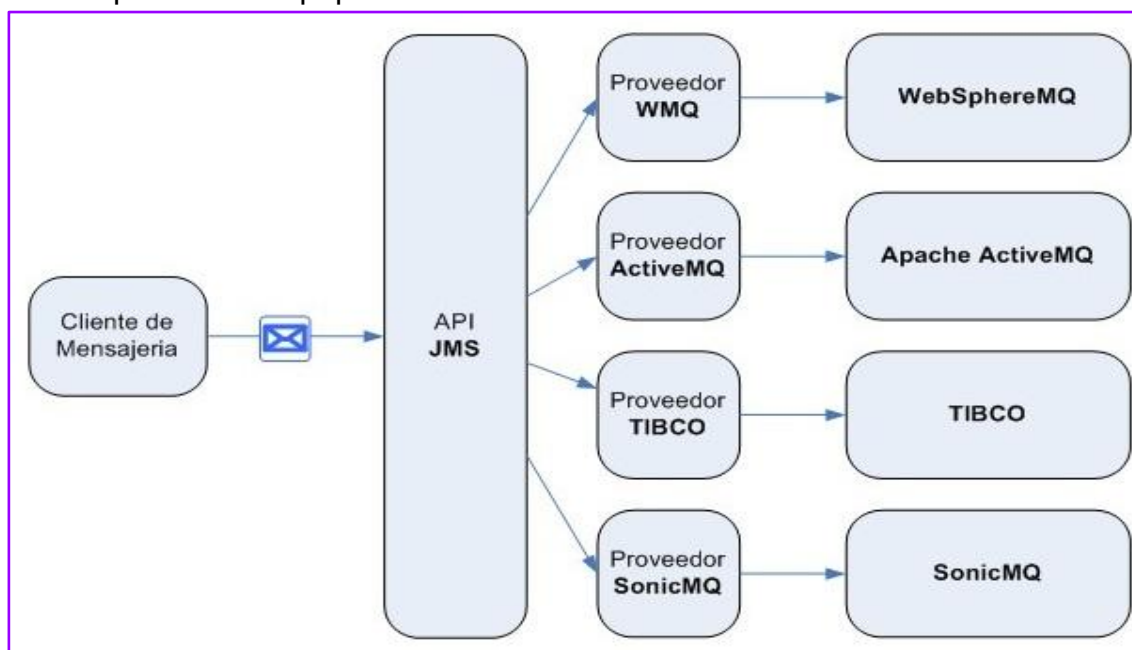 Cliente de
Mensajeria
API
JMS
Proveedor
WMQ
WebSphereMQ
Proveedor
ActiveMQ
Apache ActiveMQ
Proveedor
TIBCO
TIBCO
Proveedor
SonicMQ
SonicMQ